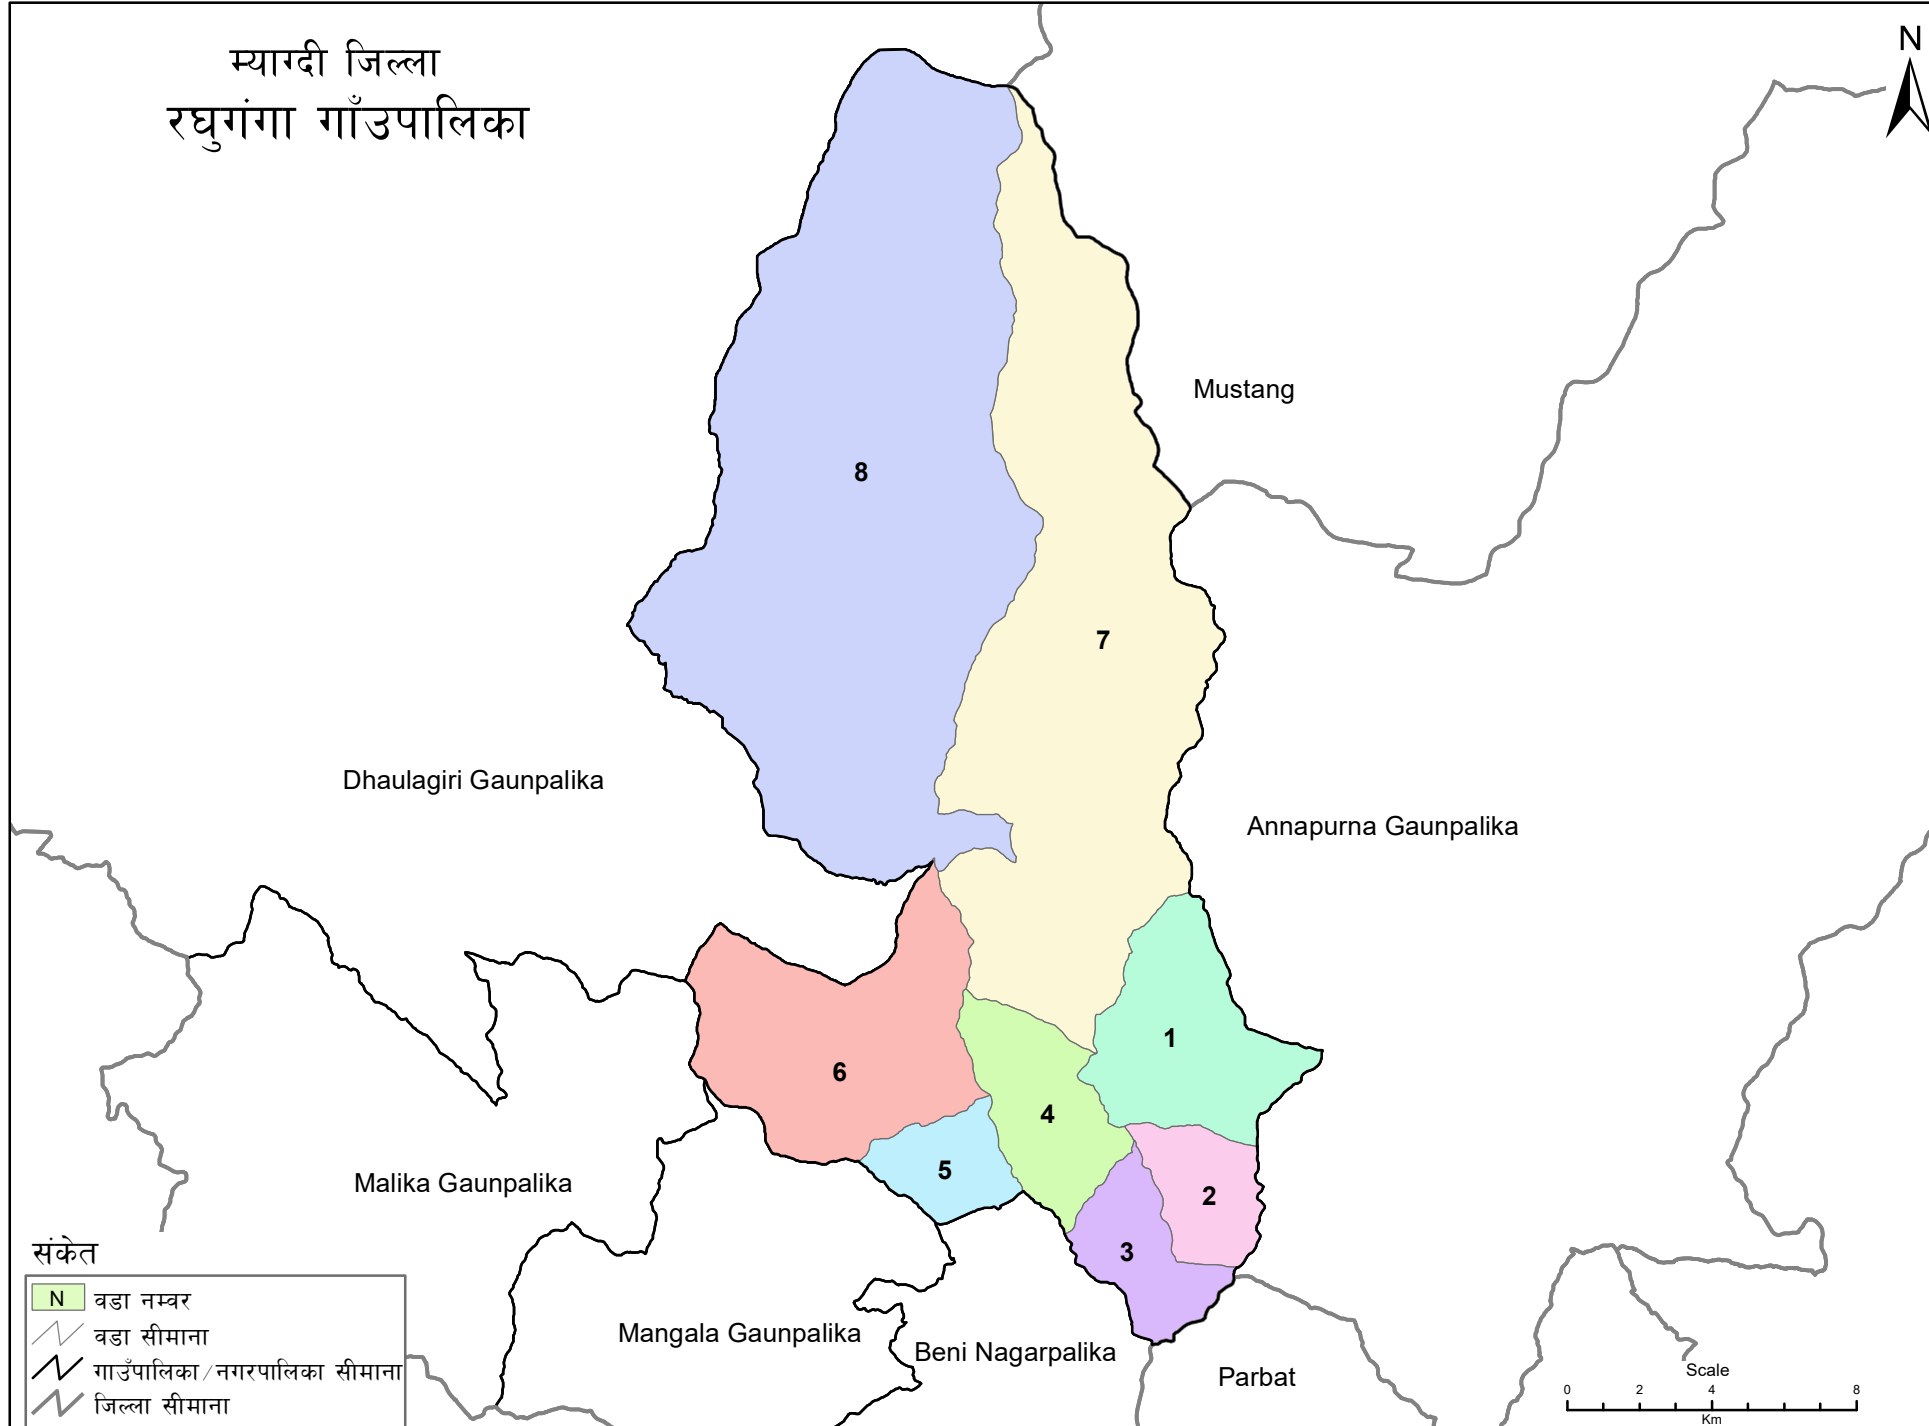 म्याग्दी जिल्ला
रघुगंगा गाँउपालिका
N
Mustang
8
7
Dhaulagiri Gaunpalika
Annapurna Gaunpalika
1
6
4
5
Malika Gaunpalika
2
3
Mangala Gaunpalika
Beni Nagarpalika
Parbat
संकेत
N वडा नम्वर
वडा सीमाना
गाउँपालिका/नगरपालिका सीमाना
जिल्ला सीमाना
Scale
0 2 4 8
Km